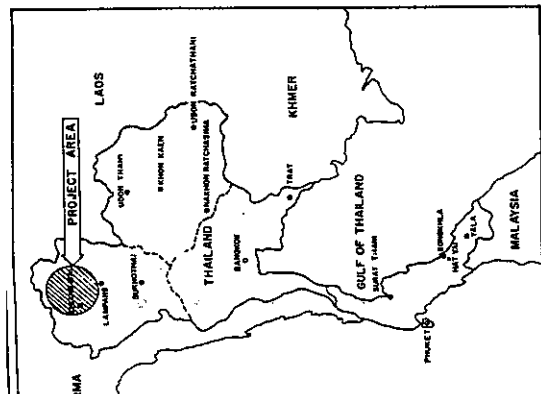 PROJECT AREA
LAOS
LAMPANG
SUKHOTHAI
UDON THANI
KHON KAEN
UBON RATCHATHANI
NAKHON RATCHASIMA
RMA
THAILAND
KHMER
BANGKOK
TRAT
GULF OF THAILAND
SURAT THANI
PHUKET
SONGKHLA
HAT YAI
YALA
MALAYSIA